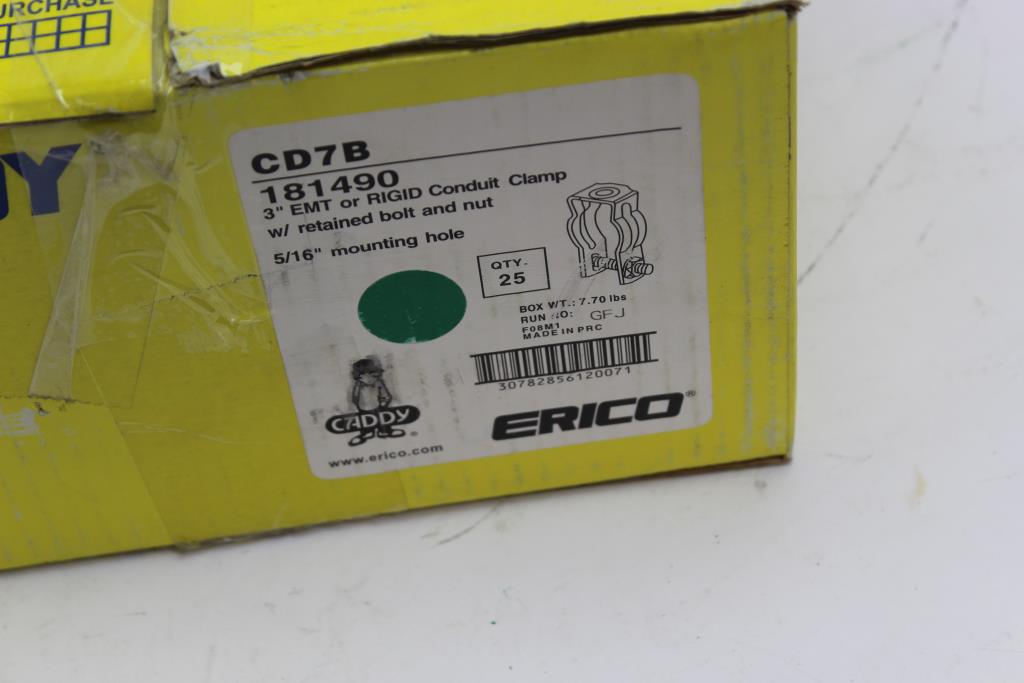 CD7B
181490
3" EMT or RIGID Conduit Clamp
w/ retained bolt and nut
5/16" mounting hole
QTY.
25
BOX WT.: 7.70 lbs
RUN NO: GFJ
F08M1
MADE IN PRC
30782856120071
CADDY®
ERICO®
www.erico.com